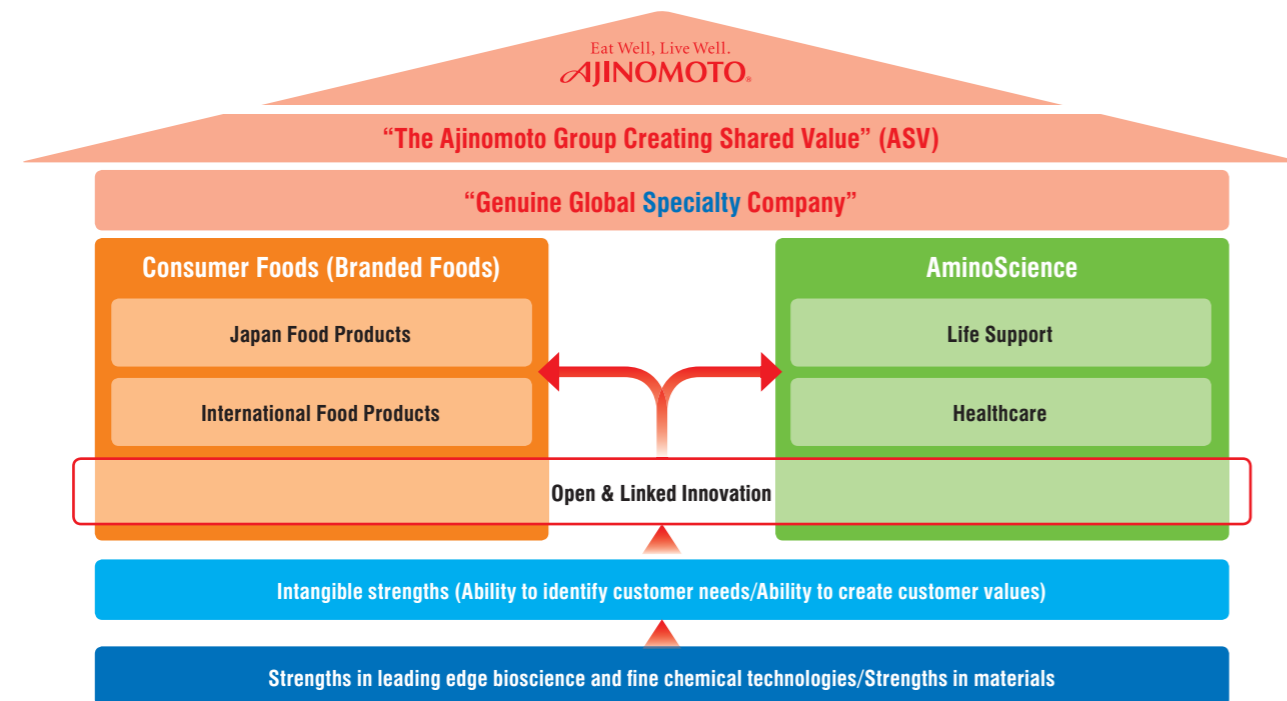 Eat Well, Live Well.
AJINOMOTO®
“The Ajinomoto Group Creating Shared Value” (ASV)
“Genuine Global Specialty Company”
Consumer Foods (Branded Foods)
Japan Food Products
International Food Products
AminoScience
Life Support
Healthcare
Open & Linked Innovation
Intangible strengths (Ability to identify customer needs/Ability to create customer values)
Strengths in leading edge bioscience and fine chemical technologies/Strengths in materials